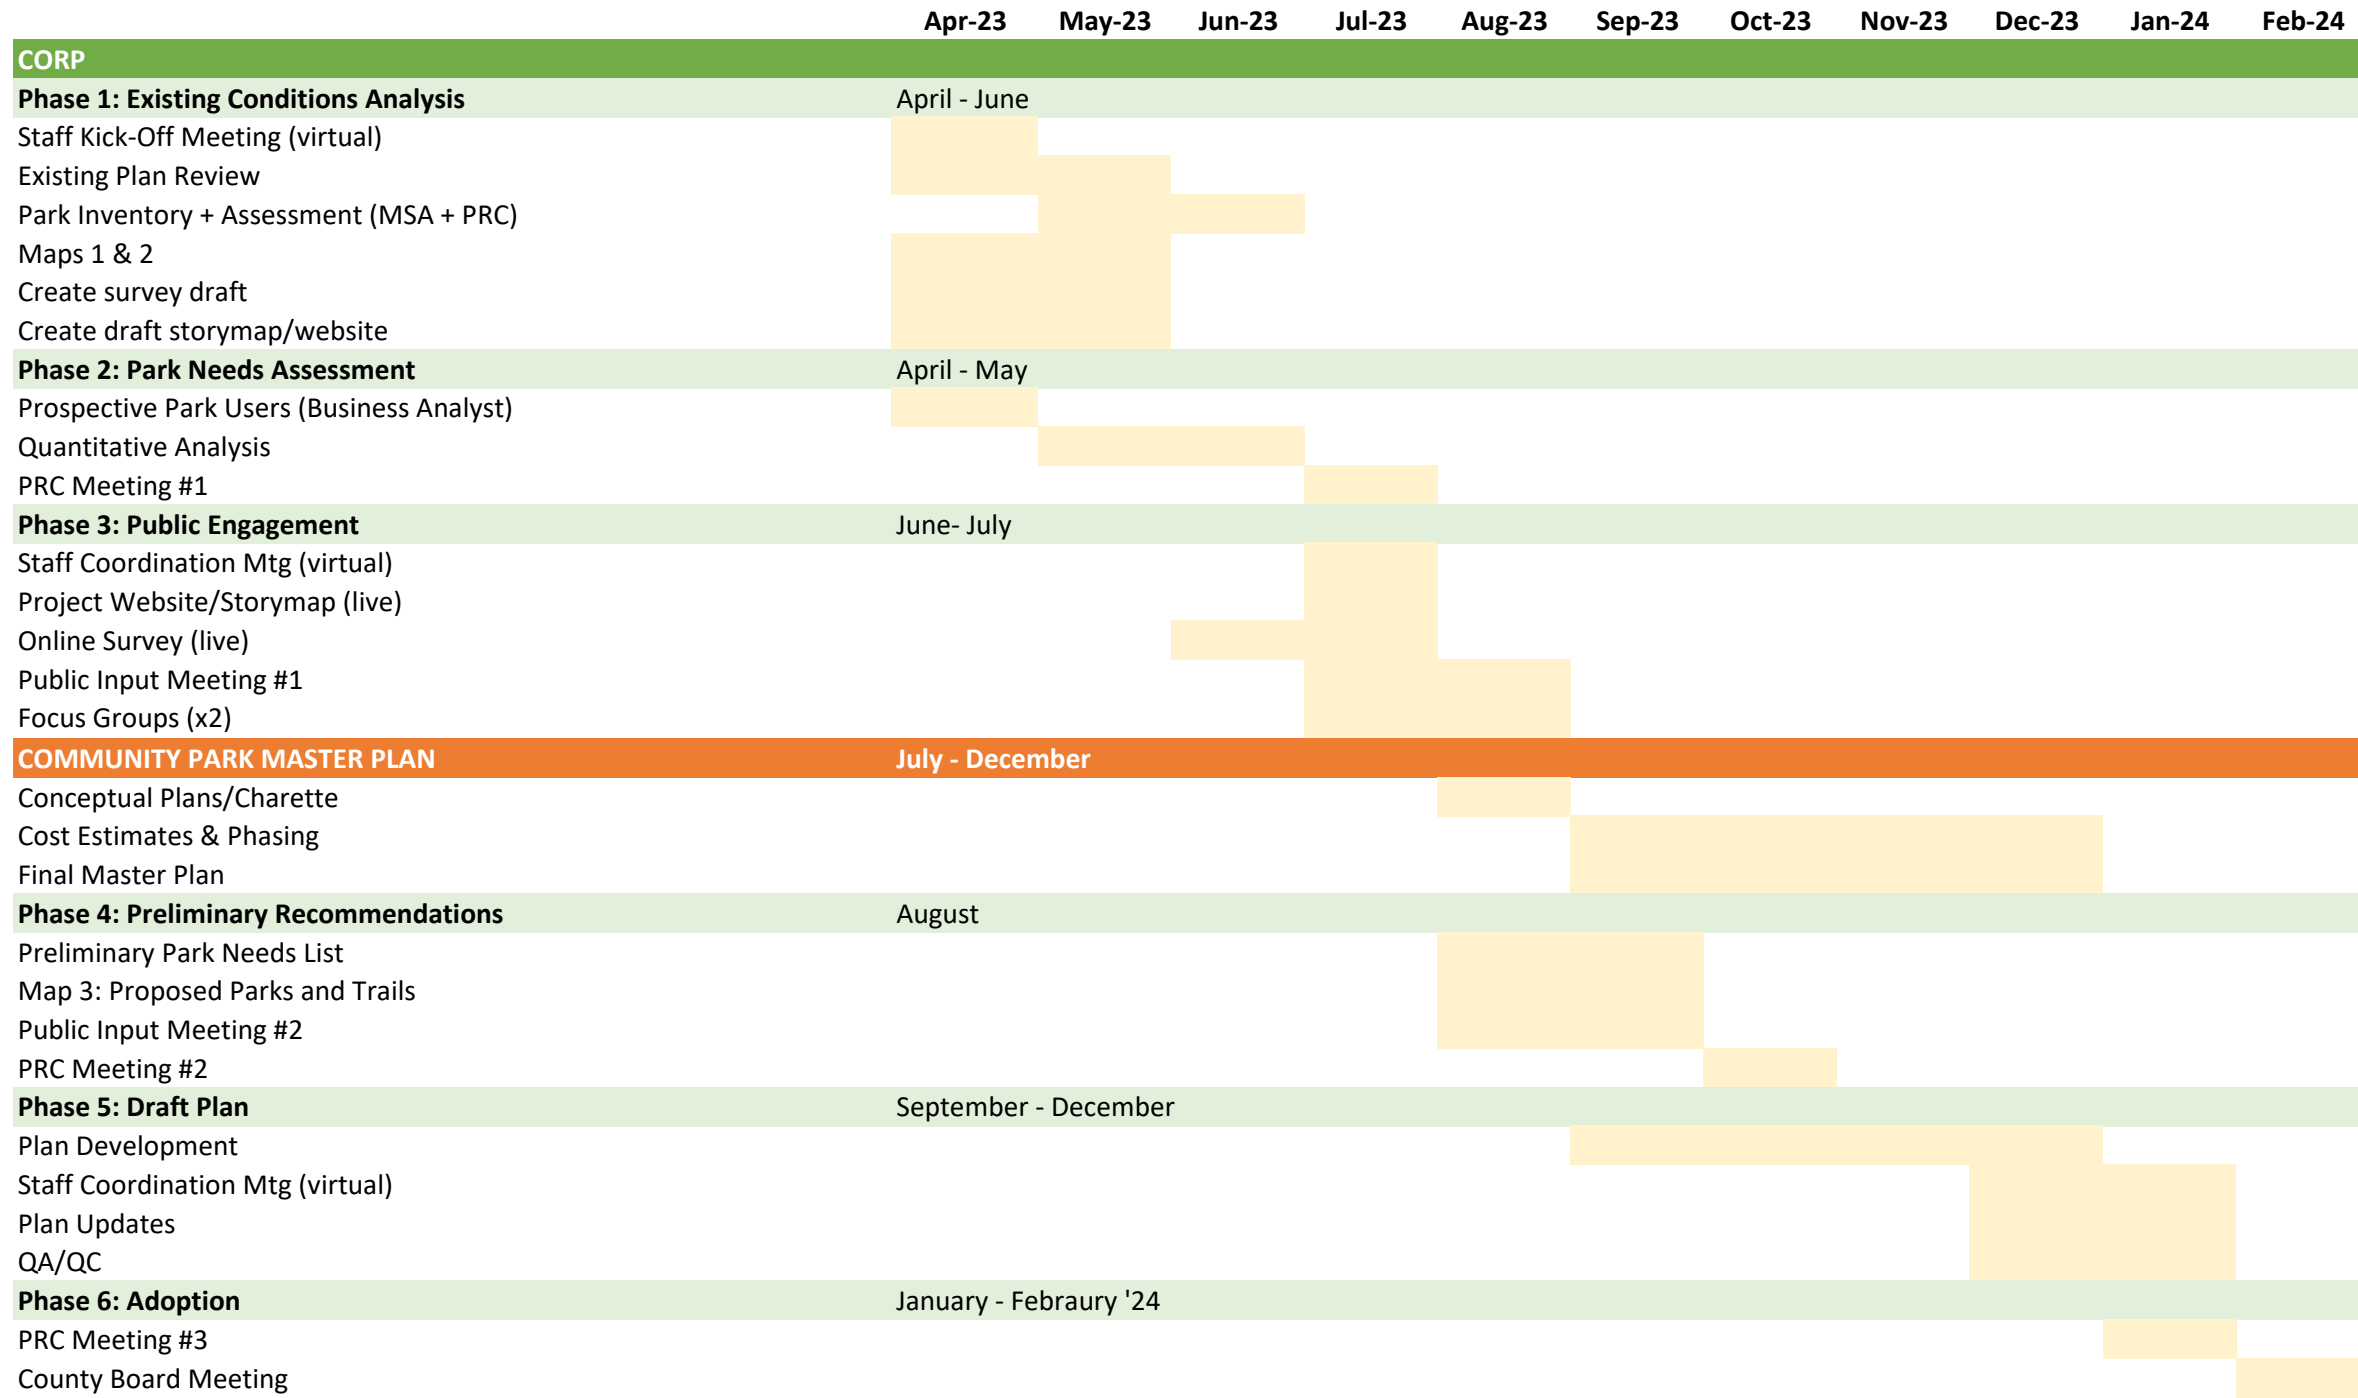 Apr-23 May-23 Jun-23 Jul-23 Aug-23 Sep-23 Oct-23 Nov-23 Dec-23 Jan-24 Feb-24
CORP
Phase 1: Existing Conditions Analysis April - June
Staff Kick-Off Meeting (virtual)
Existing Plan Review
Park Inventory + Assessment (MSA + PRC)
Maps 1 & 2
Create survey draft
Create draft storymap/website
Phase 2: Park Needs Assessment April - May
Prospective Park Users (Business Analyst)
Quantitative Analysis
PRC Meeting #1
Phase 3: Public Engagement June- July
Staff Coordination Mtg (virtual)
Project Website/Storymap (live)
Online Survey (live)
Public Input Meeting #1
Focus Groups (x2)
COMMUNITY PARK MASTER PLAN July - December
Conceptual Plans/Charette
Cost Estimates & Phasing
Final Master Plan
Phase 4: Preliminary Recommendations August
Preliminary Park Needs List
Map 3: Proposed Parks and Trails
Public Input Meeting #2
PRC Meeting #2
Phase 5: Draft Plan September - December
Plan Development
Staff Coordination Mtg (virtual)
Plan Updates
QA/QC
Phase 6: Adoption January - Febraury '24
PRC Meeting #3
County Board Meeting